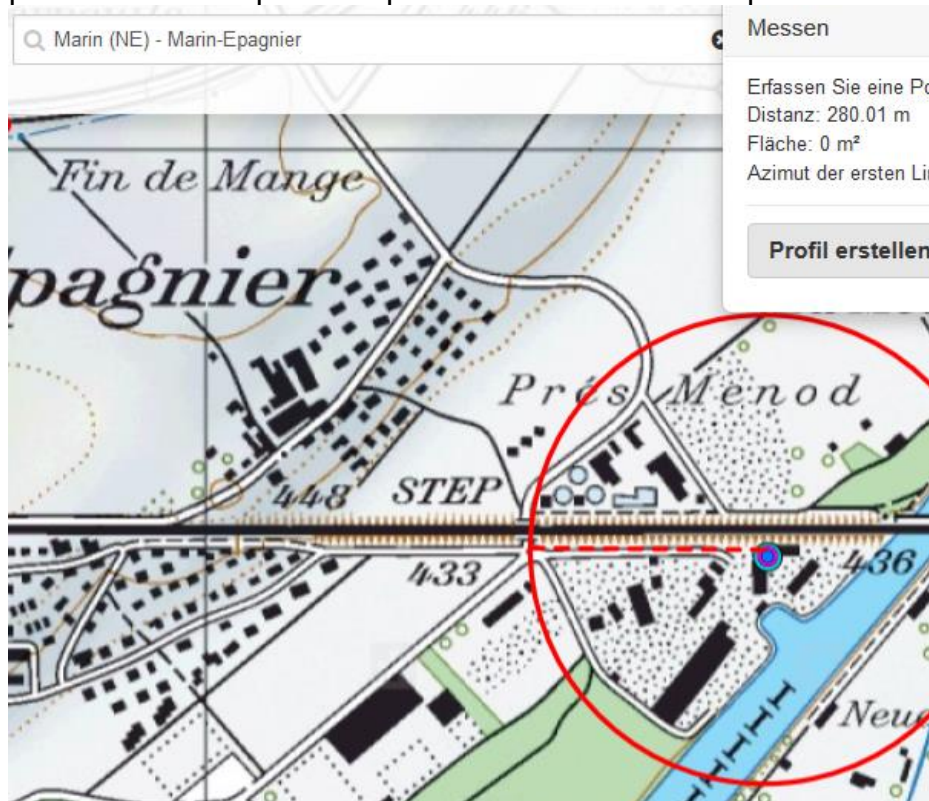 Marin (NE) - Marin-Epagnier
Messen
Erfassen Sie eine Po
Distanz: 280.01 m
Fläche: 0 m²
Azimut der ersten Li
Profil erstellen
Fin de Mange
pagnier
Prés Menod
448
STEP
433
436
Neue